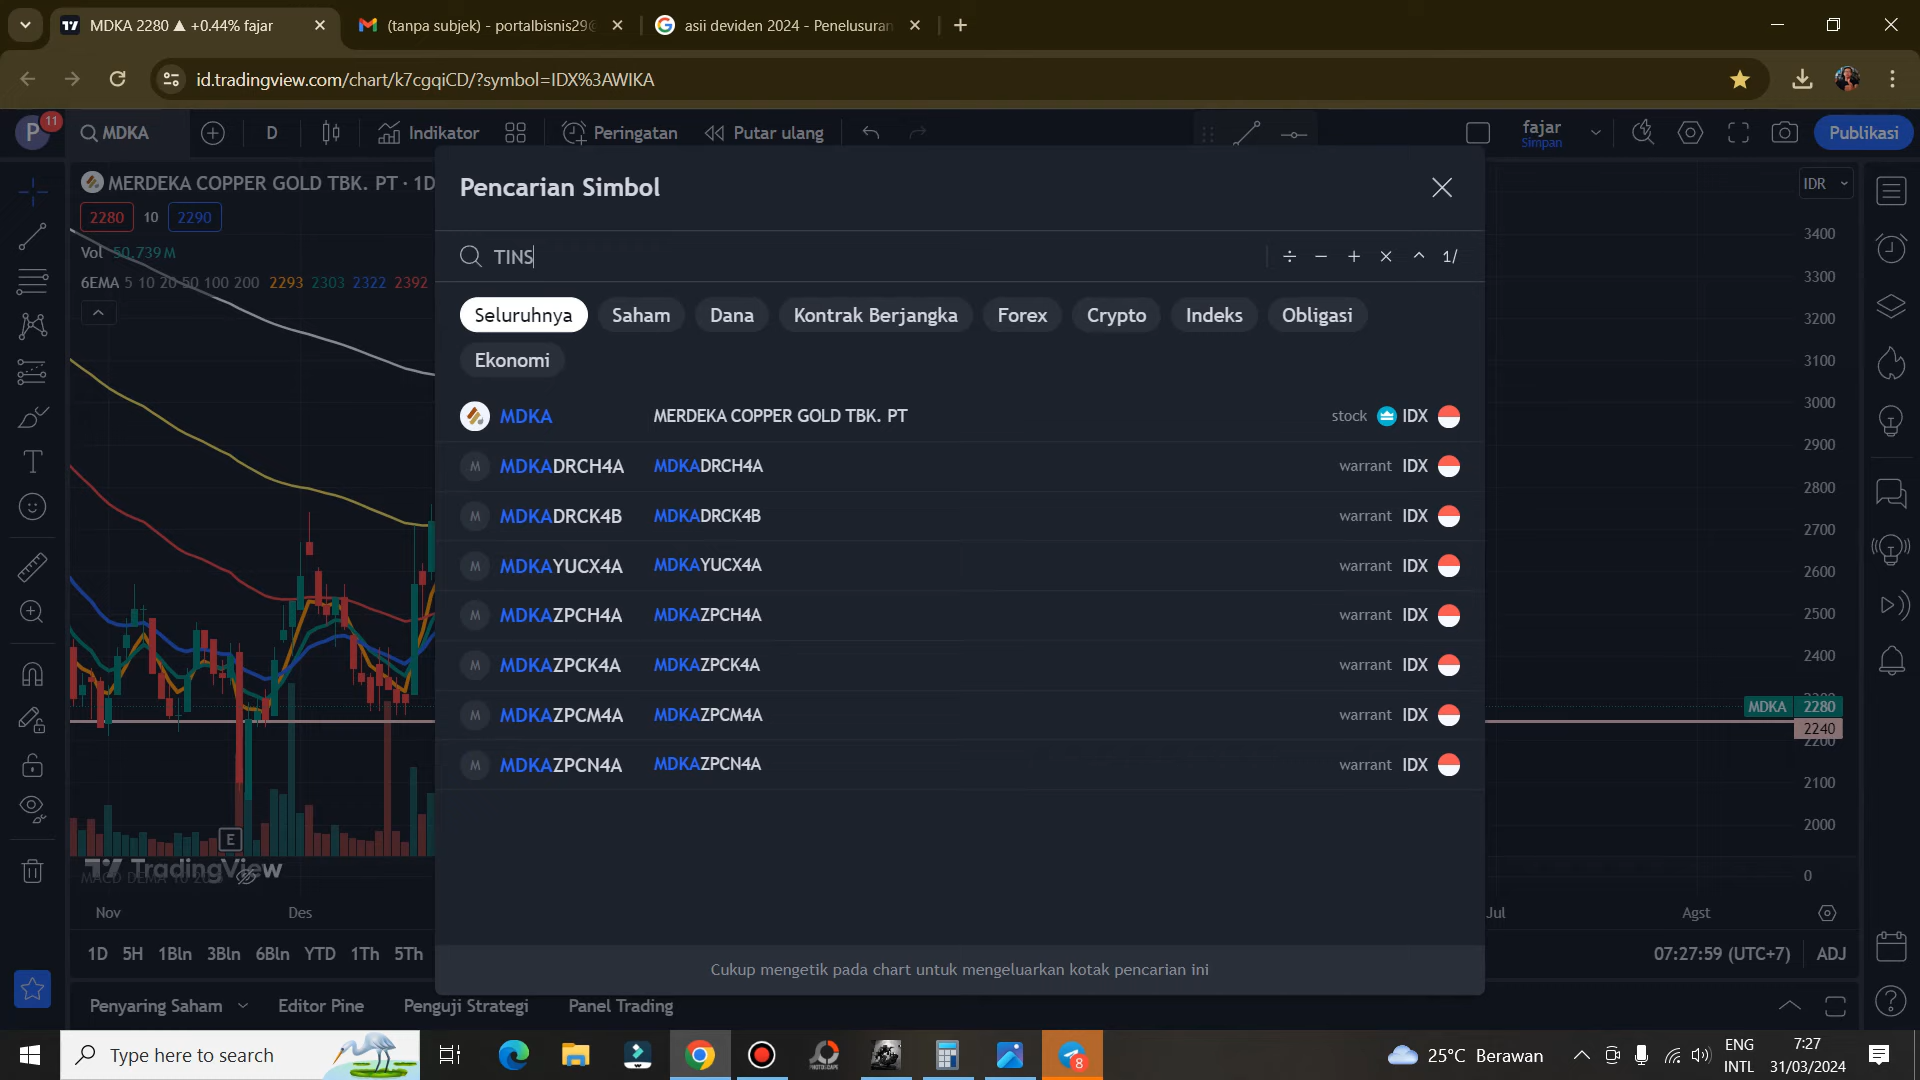 MDKA 2280 ▲ +0.44% fajar
(tanpa subjek) - portalbisnis29@
asii deviden 2024 - Penelusuran
id.tradingview.com/chart/k7cgqiCD/?symbol=IDX%3AWIKA
P 11
MDKA
D
Indikator
Peringatan
Putar ulang
fajar
Simpan
Publikasi
MERDEKA COPPER GOLD TBK. PT · 1D
2280 10 2290
Vol 50.739 M
6EMA 5 10 20 50 100 200 2293 2303 2322 2392
Pencarian Simbol
TINS
÷ − + × ^ 1/
Seluruhnya Saham Dana Kontrak Berjangka Forex Crypto Indeks Obligasi
Ekonomi
MDKA MERDEKA COPPER GOLD TBK. PT stock IDX
M MDKADRCH4A MDKADRCH4A warrant IDX
M MDKADRCK4B MDKADRCK4B warrant IDX
M MDKAYUCX4A MDKAYUCX4A warrant IDX
M MDKAZPCH4A MDKAZPCH4A warrant IDX
M MDKAZPCK4A MDKAZPCK4A warrant IDX
M MDKAZPCM4A MDKAZPCM4A warrant IDX
M MDKAZPCN4A MDKAZPCN4A warrant IDX
Cukup mengetik pada chart untuk mengeluarkan kotak pencarian ini
IDR
3400
3300
3200
3100
3000
2900
2800
2700
2600
2500
2400
MDKA 2280
2240
2200
2100
2000
0
E
TradingView
MACD DEMA
Nov Des Jul Agst
1D 5H 1Bln 3Bln 6Bln YTD 1Th 5Th
07:27:59 (UTC+7) ADJ
Penyaring Saham Editor Pine Penguji Strategi Panel Trading
Type here to search
8
25°C Berawan
ENG
INTL
7:27
31/03/2024